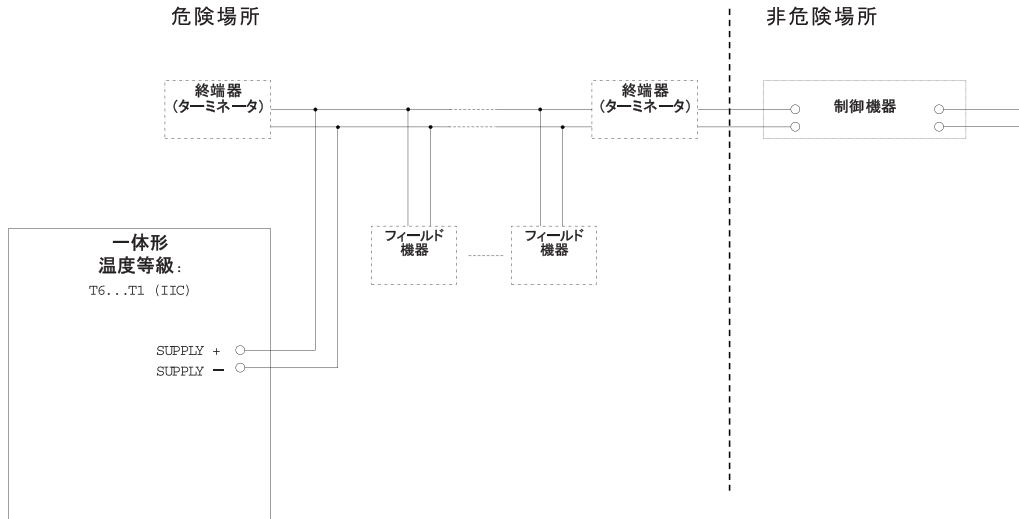 危険場所
非危険場所
終端器
(ターミネータ)
終端器
(ターミネータ)
制御機器
フィールド
機器
フィールド
機器
一体形
温度等級:
T6...T1 (IIC)
SUPPLY +
SUPPLY −